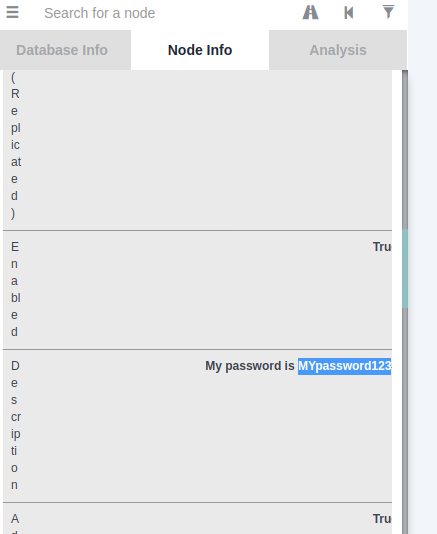 Search for a node
Database Info
Node Info
Analysis
(
R
e
pl
ic
at
e
d
)
E
n
a
bl
e
d
Tru
D
e
s
cr
ip
ti
o
n
My password is MYpassword123
A
Tru